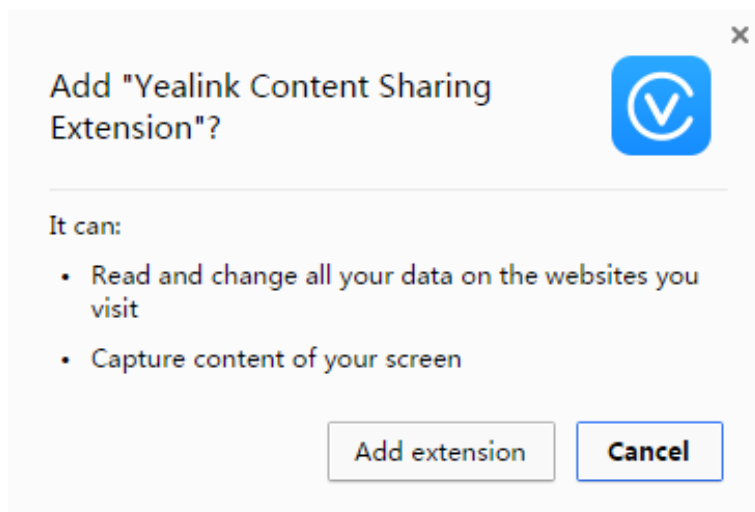 Add "Yealink Content Sharing
Extension"?
It can:
• Read and change all your data on the websites you
visit
• Capture content of your screen
Add extension
Cancel